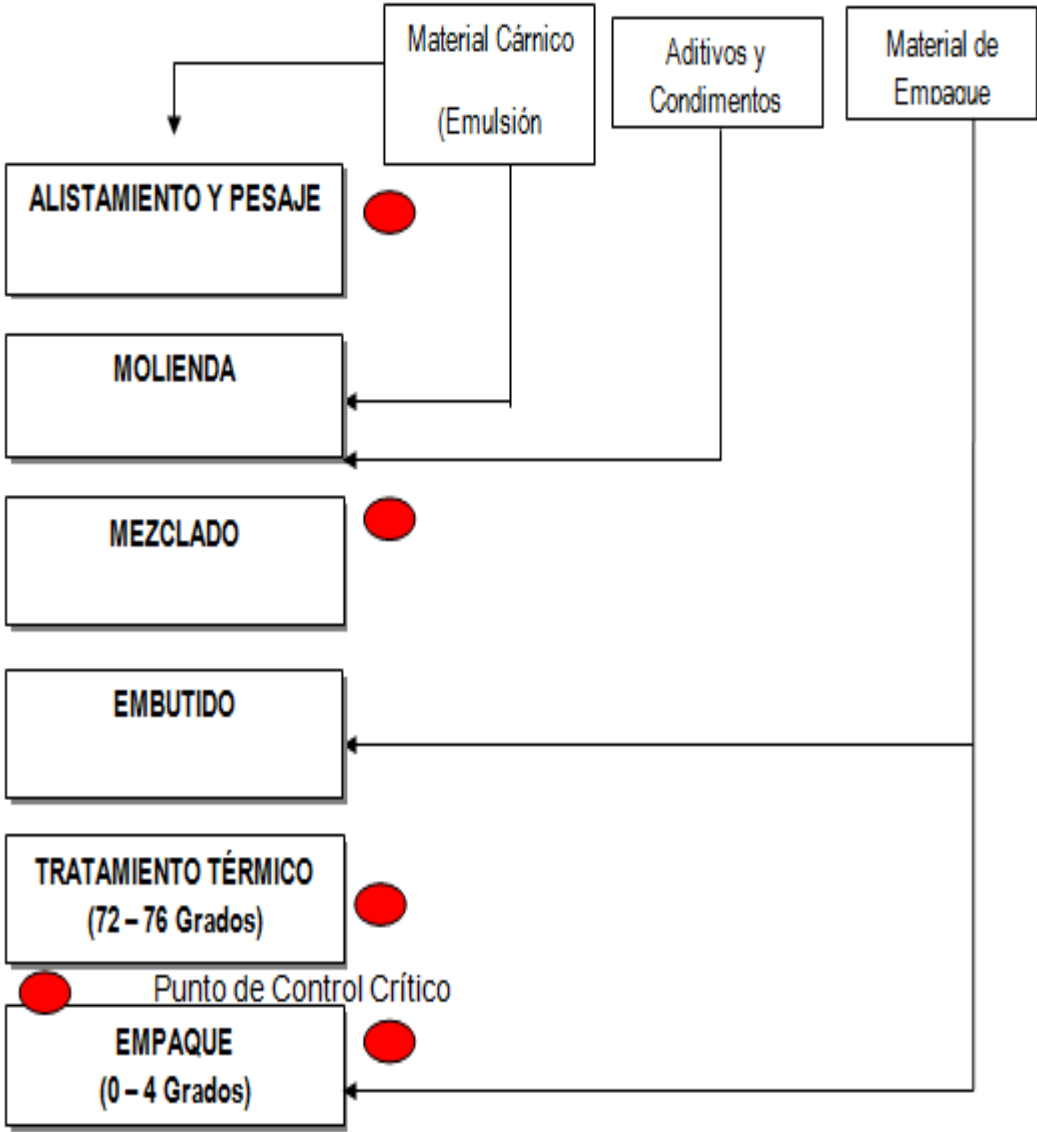 Material Cárnico
(Emulsión
Aditivos y
Condimentos
Material de
Empaque
ALISTAMIENTO Y PESAJE
MOLIENDA
MEZCLADO
EMBUTIDO
TRATAMIENTO TÉRMICO
(72 – 76 Grados)
Punto de Control Crítico
EMPAQUE
(0 – 4 Grados)